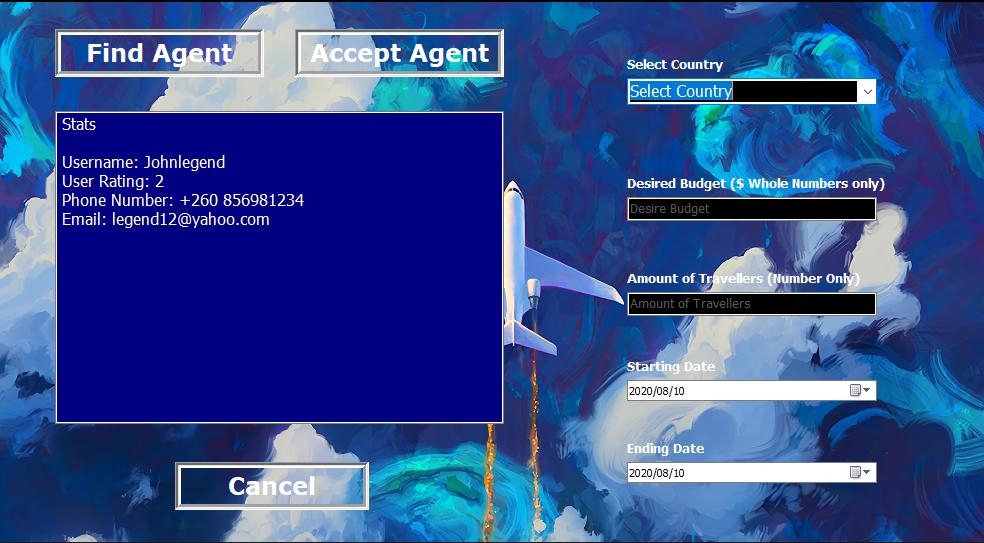 Find Agent
Accept Agent
Stats
Username: Johnlegend
User Rating: 2
Phone Number: +260 856981234
Email: legend12@yahoo.com
Cancel
Select Country
Select Country
Desired Budget ($ Whole Numbers only)
Desire Budget
Amount of Travellers (Number Only)
Amount of Travellers
Starting Date
2020/08/10
Ending Date
2020/08/10